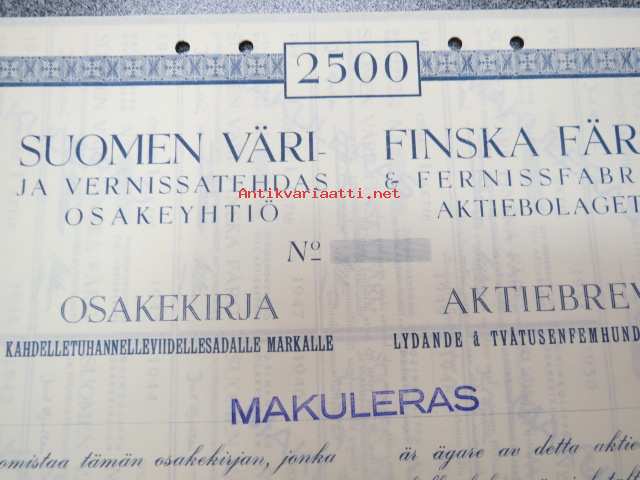 2500
SUOMEN VÄRI-
JA VERNISSATEHDAS
OSAKEYHTIÖ
FINSKA FÄR
& FERNISSFABR
AKTIEBOLAGET
Antikvariaatti.net
No
OSAKEKIRJA
KAHDELLETUHANNELLEVIIDELLESADALLE MARKALLE
AKTIEBREV
LYDANDE å TVÅTUSENFEMHUND
MAKULERAS
omistaa tämän osakekirjan, jonka
är ägare av detta aktie